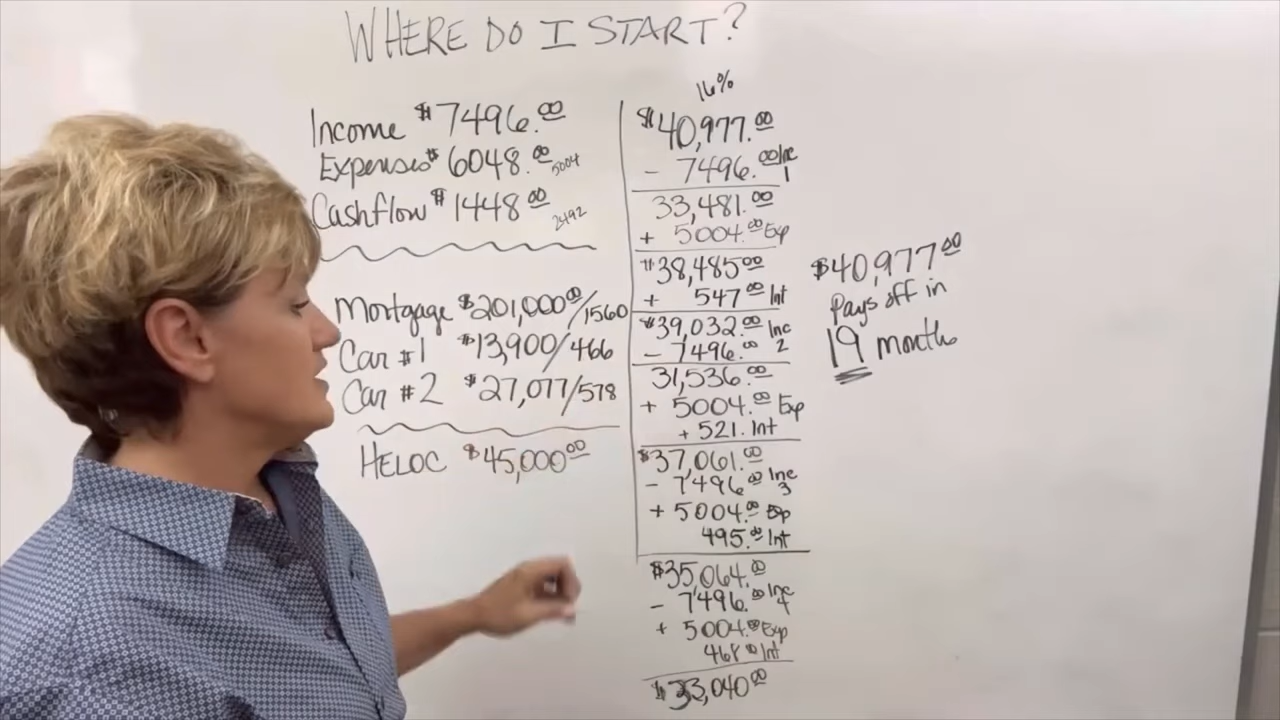 WHERE DO I START?
Income $7496.00
Expenses $6048.00 5004
Cashflow $1448.00 2492
Mortgage $201,000.00/1560
Car #1 $13,900/466
Car #2 $27,077/578
HELOC $45,000.00
16%
$40,977.00
- 7496.00 Inc 1
33,481.00
+ 5004.00 Exp
$38,485.00
+ 547.00 Int
$39,032.00 Inc
- 7496.00 2
31,536.00
+ 5004.00 Exp
+ 521. Int
$37,061.00
- 7496.00 Inc 3
+ 5004.00 Exp
495.00 Int
$35,064.00
- 7496.00 Inc 4
+ 5004.00 Exp
468.00 Int
$33,040.00
$40,977.00
Pays off in
19 months